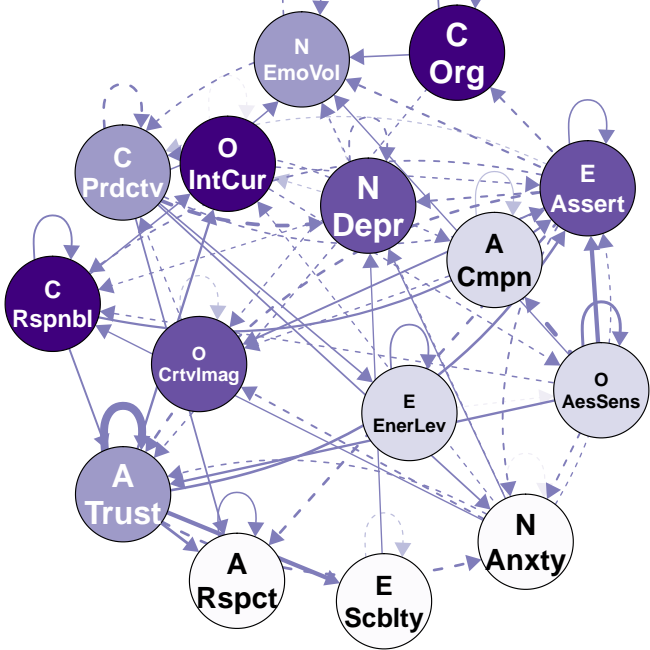 N
EmoVol
C
Org
C
Prdctv
O
IntCur
N
Depr
E
Assert
A
Cmpn
C
Rspnbl
O
CrtvImag
E
EnerLev
O
AesSens
A
Trust
A
Rspct
E
Scblty
N
Anxty